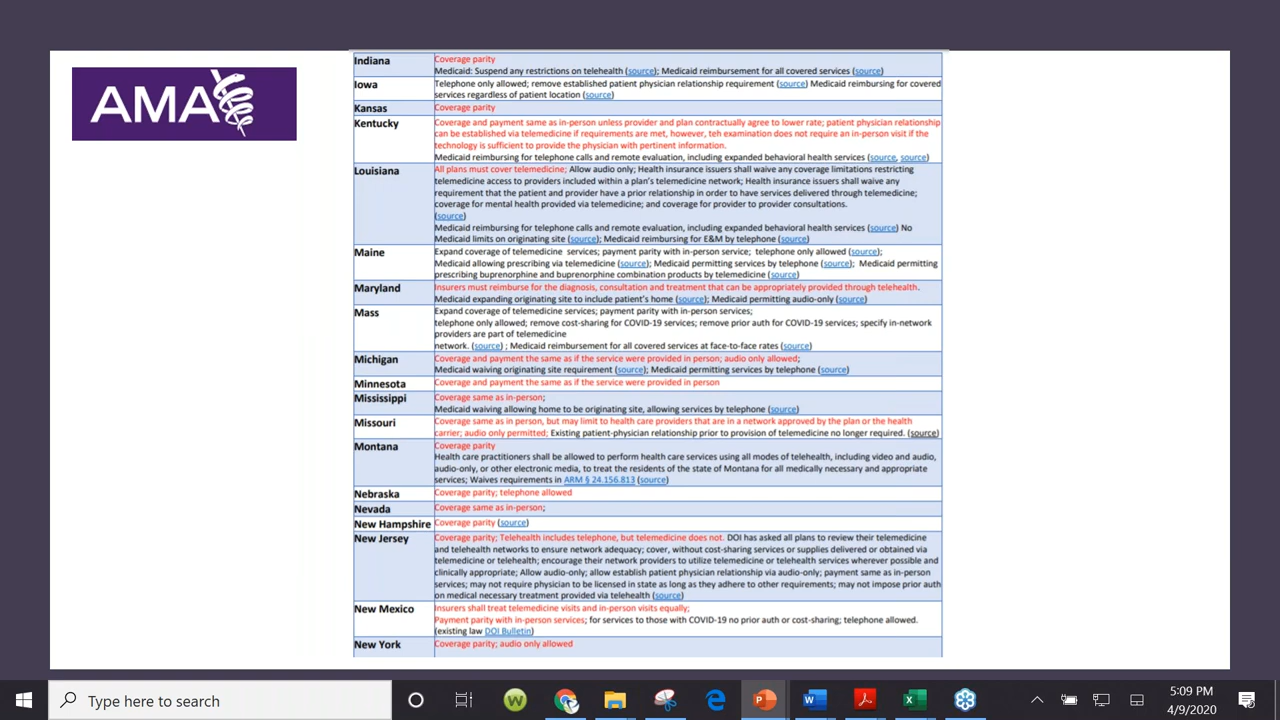 AMA
Indiana
Coverage parity
Medicaid: Suspend any restrictions on telehealth (source); Medicaid reimbursement for all covered services (source)
Iowa
Telephone only allowed; remove established patient physician relationship requirement (source) Medicaid reimbursing for covered
services regardless of patient location (source)
Kansas
Coverage parity
Kentucky
Coverage and payment same as in-person unless provider and plan contractually agree to lower rate; patient physician relationship
can be established via telemedicine if requirements are met, however, teh examination does not require an in-person visit if the
technology is sufficient to provide the physician with pertinent information.
Medicaid reimbursing for telephone calls and remote evaluation, including expanded behavioral health services (source, source)
Louisiana
All plans must cover telemedicine; Allow audio only; Health insurance issuers shall waive any coverage limitations restricting
telemedicine access to providers included within a plan's telemedicine network; Health insurance issuers shall waive any
requirement that the patient and provider have a prior relationship in order to have services delivered through telemedicine;
coverage for mental health provided via telemedicine; and coverage for provider to provider consultations.
(source)
Medicaid reimbursing for telephone calls and remote evaluation, including expanded behavioral health services (source) No
Medicaid limits on originating site (source); Medicaid reimbursing for E&M by telephone (source)
Maine
Expand coverage of telemedicine services; payment parity with in-person service; telephone only allowed (source);
Medicaid allowing prescribing via telemedicine (source); Medicaid permitting services by telephone (source); Medicaid permitting
prescribing buprenorphine and buprenorphine combination products by telemedicine (source)
Maryland
Insurers must reimburse for the diagnosis, consultation and treatment that can be appropriately provided through telehealth.
Medicaid expanding originating site to include patient's home (source); Medicaid permitting audio-only (source)
Mass
Expand coverage of telemedicine services; payment parity with in-person services;
telephone only allowed; remove cost-sharing for COVID-19 services; remove prior auth for COVID-19 services; specify in-network
providers are part of telemedicine
network. (source) ; Medicaid reimbursement for all covered services at face-to-face rates (source)
Michigan
Coverage and payment the same as if the service were provided in person; audio only allowed;
Medicaid waiving originating site requirement (source); Medicaid permitting services by telephone (source)
Minnesota
Coverage and payment the same as if the service were provided in person
Mississippi
Coverage same as in-person;
Medicaid waiving allowing home to be originating site, allowing services by telephone (source)
Missouri
Coverage same as in person, but may limit to health care providers that are in a network approved by the plan or the health
carrier; audio only permitted; Existing patient-physician relationship prior to provision of telemedicine no longer required. (source)
Montana
Coverage parity
Health care practitioners shall be allowed to perform health care services using all modes of telehealth, including video and audio,
audio-only, or other electronic media, to treat the residents of the state of Montana for all medically necessary and appropriate
services; Waives requirements in ARM § 24.156.813 (source)
Nebraska
Coverage parity; telephone allowed
Nevada
Coverage same as in-person;
New Hampshire
Coverage parity (source)
New Jersey
Coverage parity; Telehealth includes telephone, but telemedicine does not. DOI has asked all plans to review their telemedicine
and telehealth networks to ensure network adequacy; cover, without cost-sharing services or supplies delivered or obtained via
telemedicine or telehealth; encourage their network providers to utilize telemedicine or telehealth services wherever possible and
clinically appropriate; Allow audio-only; allow establish patient physician relationship via audio-only; payment same as in-person
services; may not require physician to be licensed in state as long as they adhere to other requirements; may not impose prior auth
on medical necessary treatment provided via telehealth (source)
New Mexico
Insurers shall treat telemedicine visits and in-person visits equally;
Payment parity with in-person services; for services to those with COVID-19 no prior auth or cost-sharing; telephone allowed.
(existing law DOI Bulletin)
New York
Coverage parity; audio only allowed
Type here to search
5:09 PM
4/9/2020